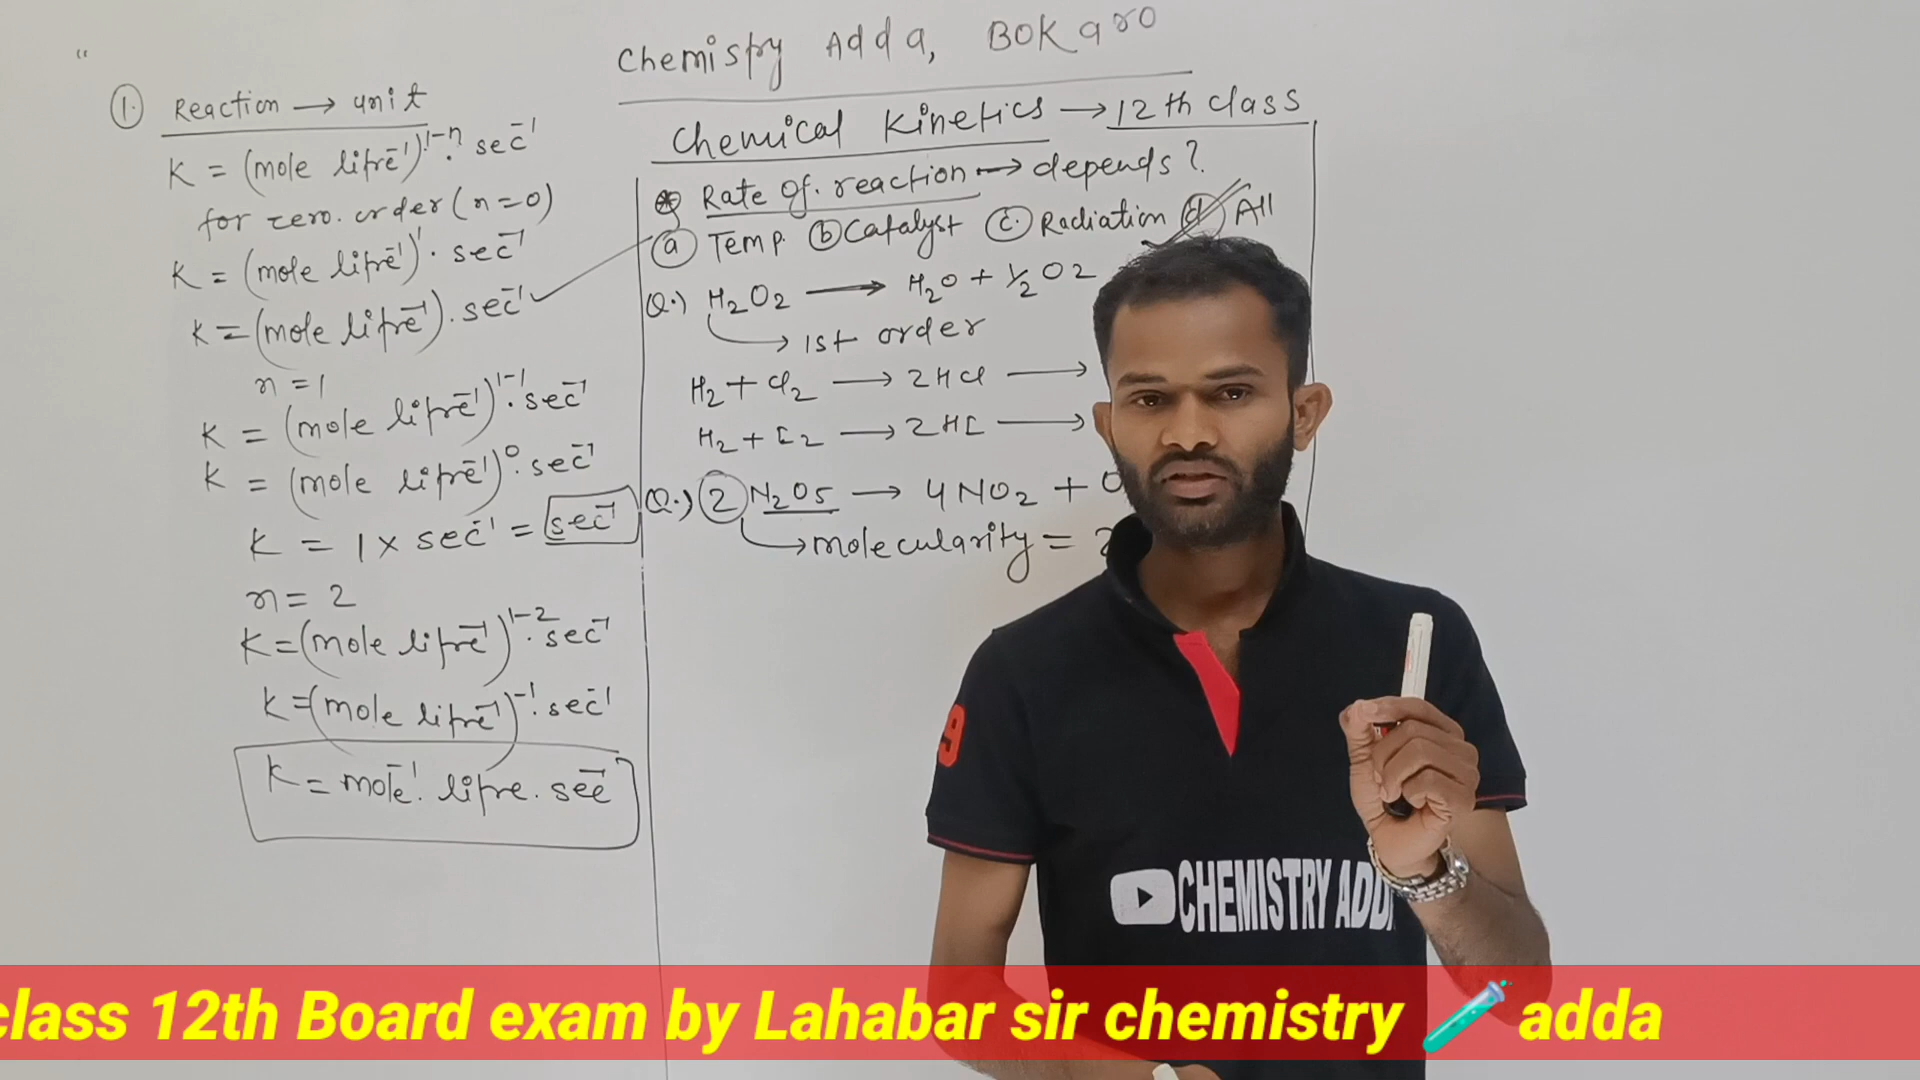 Chemistry Adda, BOKaro
① Reaction → unit
K = (mole litre⁻¹)¹⁻ⁿ · sec⁻¹
for zero. order (n=0)
K = (mole litre⁻¹)¹ · sec⁻¹
K = (mole litre⁻¹) · sec⁻¹
n = 1
K = (mole litre⁻¹)¹⁻¹ · sec⁻¹
K = (mole litre⁻¹)⁰ · sec⁻¹
K = 1 × sec⁻¹ = sec⁻¹
n = 2
K = (mole litre⁻¹)¹⁻² · sec⁻¹
K = (mole litre⁻¹)⁻¹ · sec⁻¹
K = mole⁻¹ · litre · sec⁻¹
Chemical Kinetics → 12th class
Rate of. reaction → depends?
ⓐ Temp. ⓑ Catalyst ⓒ Radiation ⓓ All
Q.) H₂O₂ → H₂O + ½O₂
→ 1st order
H₂ + Cl₂ → 2HCl →
H₂ + I₂ → 2HI →
Q.) ② N₂O₅ → 4NO₂ + O
→ molecularity = 2
9
CHEMISTRY ADD
class 12th Board exam by Lahabar sir chemistry 🧪 adda